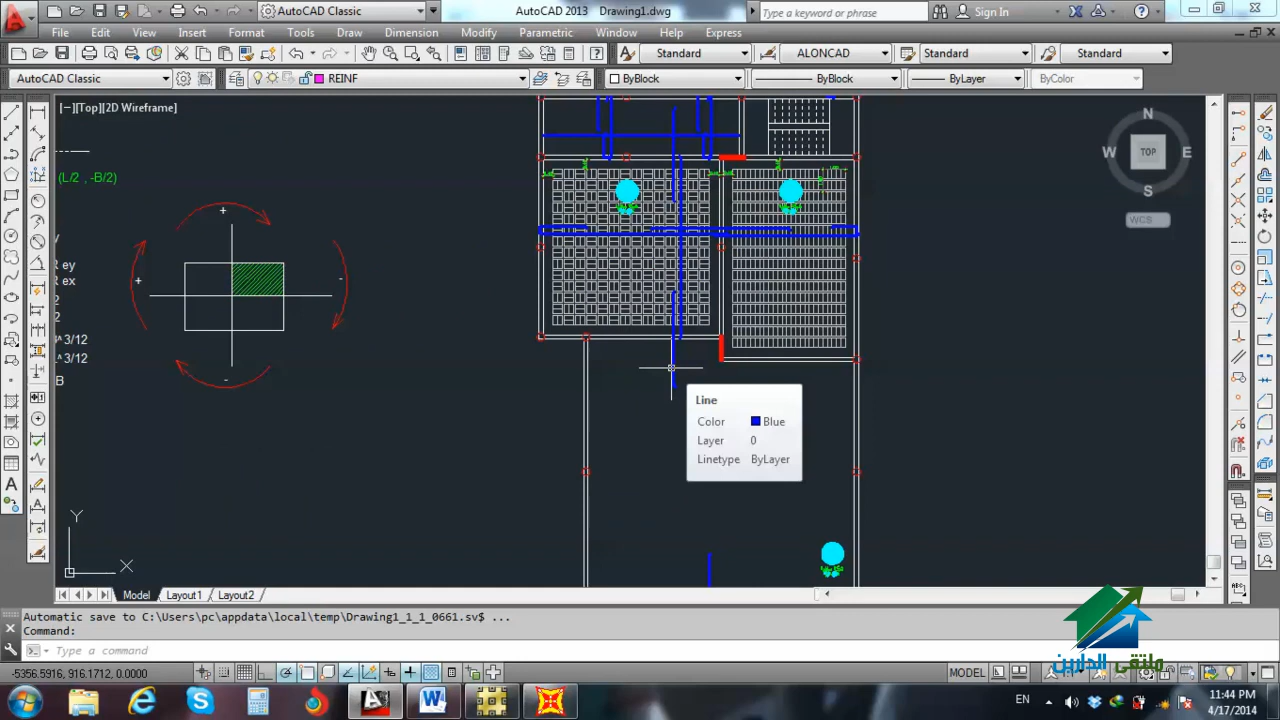 AutoCAD Classic
AutoCAD 2013 Drawing1.dwg
Type a keyword or phrase
Sign In
File Edit View Insert Format Tools Draw Dimension Modify Parametric Window Help Express
Standard
ALONCAD
Standard
Standard
AutoCAD Classic
REINF
ByBlock
ByBlock
ByLayer
ByColor
[−][Top][2D Wireframe]
N
W TOP E
S
WCS
(L/2 , -B/2)
+
+
-
-
R ey
R ex
^ 3/12
^ 3/12
B
Line
Color Blue
Layer 0
Linetype ByLayer
Y
X
Model Layout1 Layout2
Automatic save to C:\Users\pc\appdata\local\temp\Drawing1_1_1_0661.sv$ ...
Command:
Type a command
-5356.5916, 916.1712, 0.0000
MODEL
ملتقى الدارين
EN
11:44 PM
4/17/2014